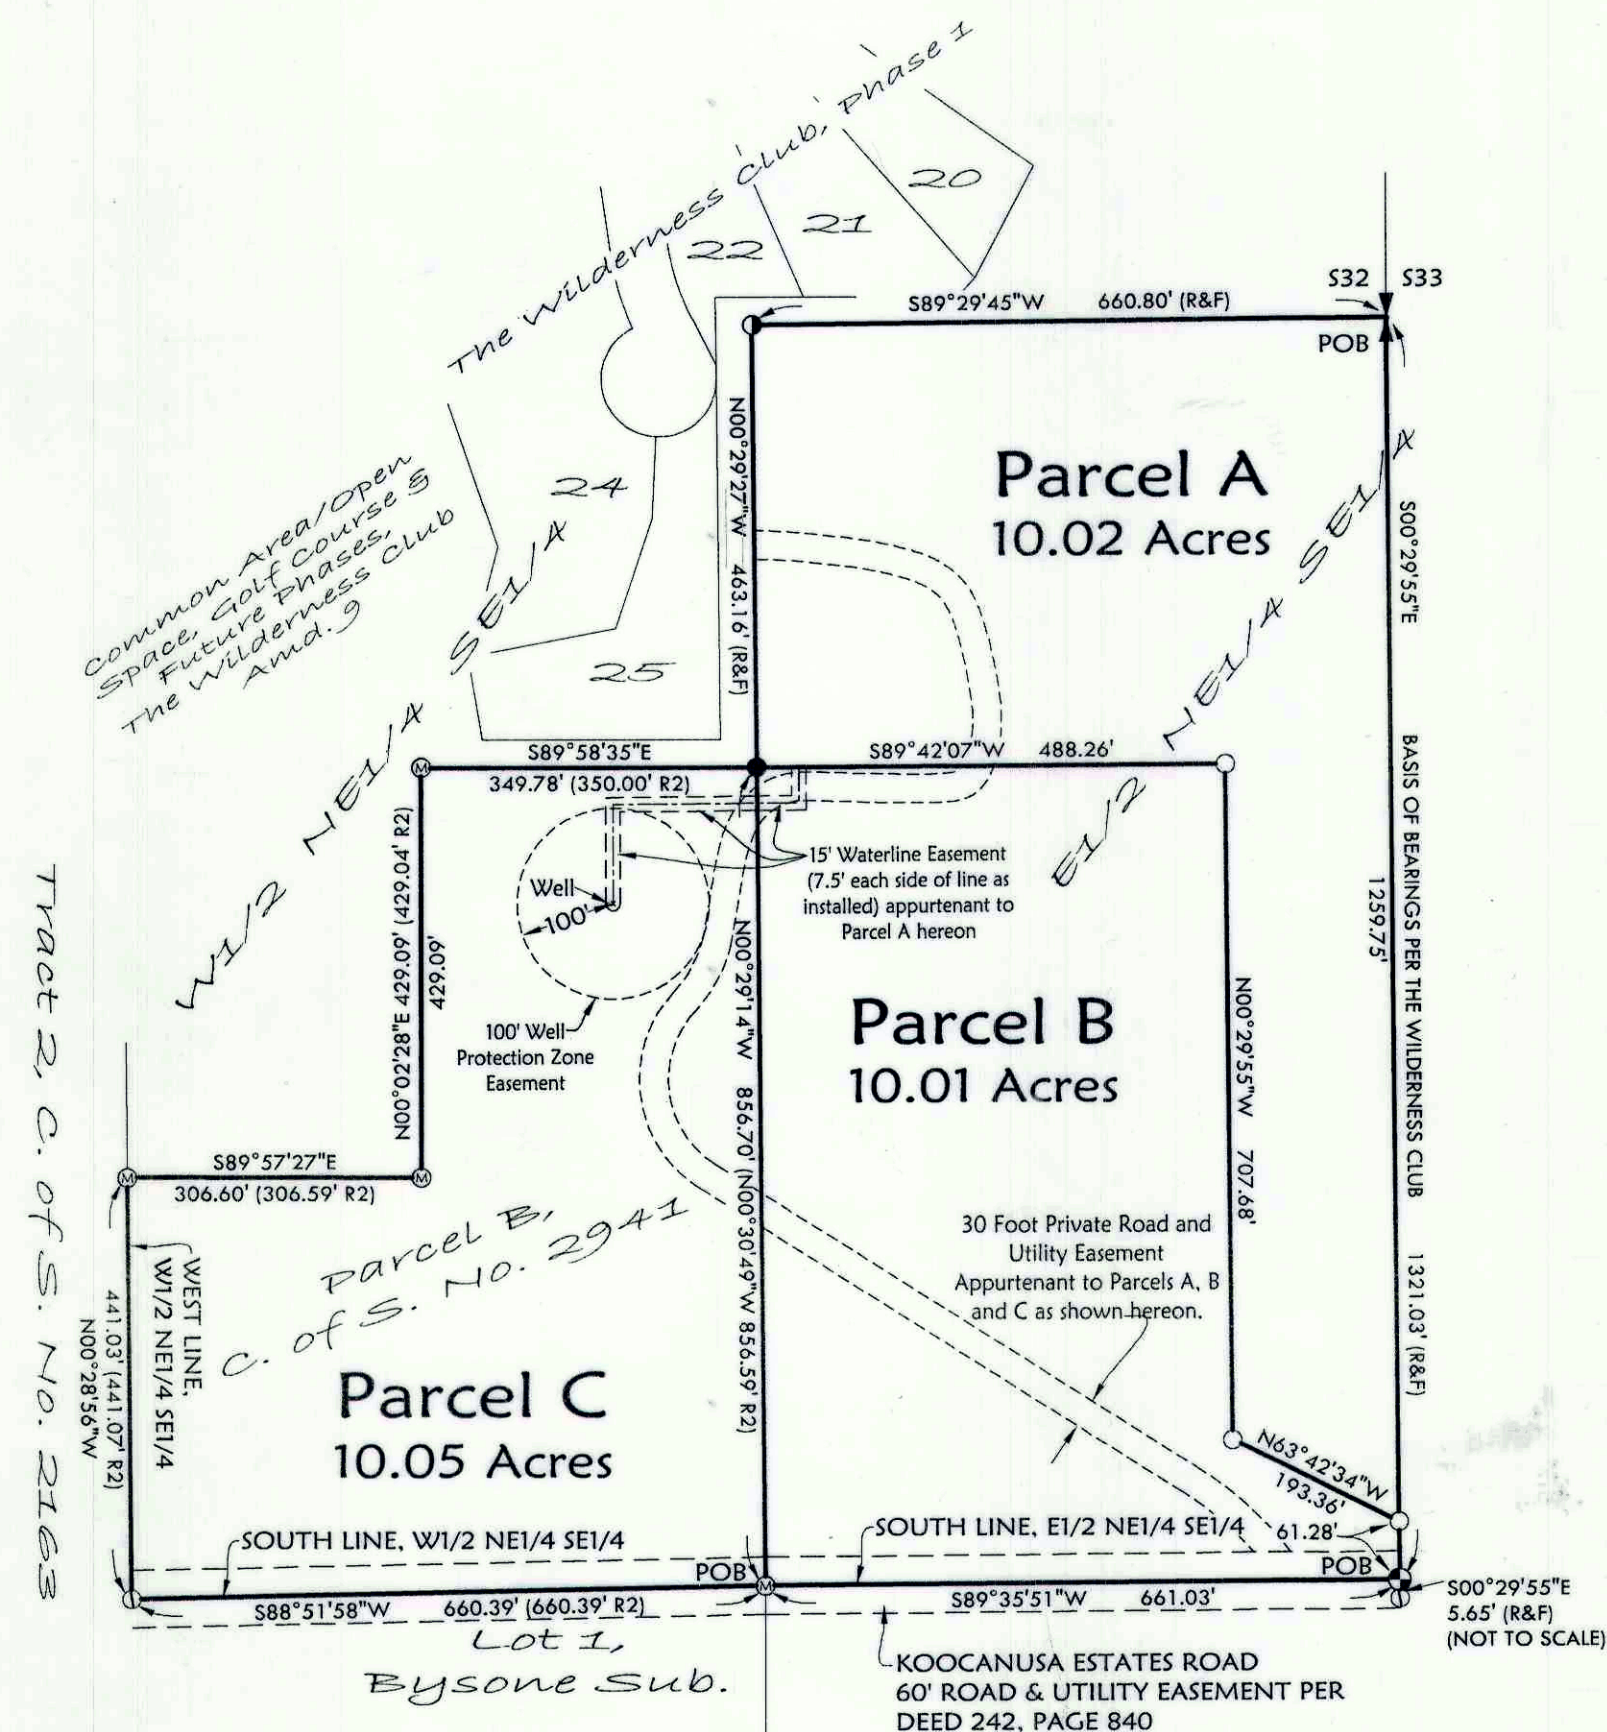 The Wilderness Club, Phase 1
20
21
22
S32
S33
S89°29'45"W 660.80' (R&F)
POB
N00°29'27"W 463.16' (R&F)
Parcel A
10.02 Acres
24
25
Common Area/Open
Space, Golf Course &
Future Phases,
The Wilderness Club
Amd. 9
W1/2 NE1/4 SE1/4
E1/2 NE1/4 SE1/4
S00°29'55"E
BASIS OF BEARINGS PER THE WILDERNESS CLUB
1321.03' (R&F)
1259.75'
S89°58'35"E
349.78' (350.00' R2)
S89°42'07"W 488.26'
N00°02'28"E 429.09' (429.04' R2)
429.09'
Well
100'
15' Waterline Easement
(7.5' each side of line as
installed) appurtenant to
Parcel A hereon
100' Well
Protection Zone
Easement
N00°29'14"W 856.70' (N00°30'49"W 856.59' R2)
Parcel B
10.01 Acres
N00°29'55"W 707.68'
Tract 2, C. of S. No. 2163
S89°57'27"E
306.60' (306.59' R2)
Parcel B,
C. of S. No. 2941
30 Foot Private Road and
Utility Easement
Appurtenant to Parcels A, B
and C as shown hereon.
WEST LINE,
W1/2 NE1/4 SE1/4
441.03' (441.07' R2)
N00°28'56"W
Parcel C
10.05 Acres
N63°42'34"W
193.36'
61.28'
SOUTH LINE, W1/2 NE1/4 SE1/4
SOUTH LINE, E1/2 NE1/4 SE1/4
POB
POB
S88°51'58"W 660.39' (660.39' R2)
S89°35'51"W 661.03'
S00°29'55"E
5.65' (R&F)
(NOT TO SCALE)
Lot 1,
Bysone Sub.
KOOCANUSA ESTATES ROAD
60' ROAD & UTILITY EASEMENT PER
DEED 242, PAGE 840
M
M
M
M
M